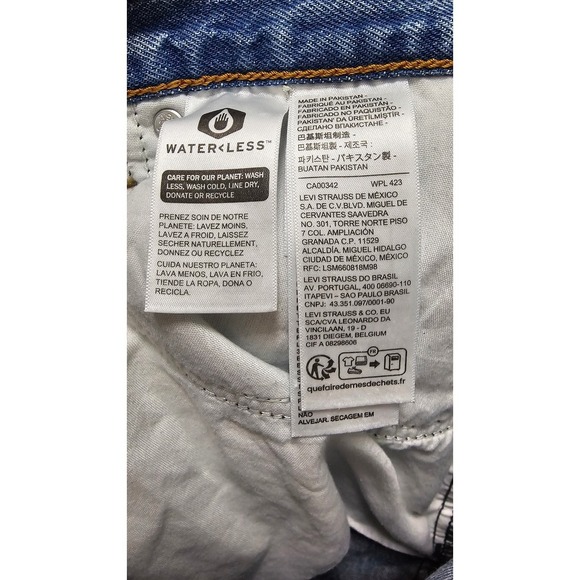 WATER<LESS™
CARE FOR OUR PLANET: WASH
LESS, WASH COLD, LINE DRY,
DONATE OR RECYCLE
PRENEZ SOIN DE NOTRE
PLANETE: LAVEZ MOINS,
LAVEZ A FROID, LAISSEZ
SECHER NATURELLEMENT,
DONNEZ OU RECYCLEZ
CUIDA NUESTRO PLANETA:
LAVA MENOS, LAVA EN FRIO,
TIENDE LA ROPA, DONA O
RECICLA.
MADE IN PAKISTAN -
FABRIQUÉ AU PAKISTAN -
FABRICADO EN PAKISTÁN -
FABRICADO NO PAQUISTÃO -
PAKISTAN'DA ÜRETİLMİŞTİR -
СДЕЛАНО ВПАКИСТАНЕ -
巴基斯坦制造 -
巴基斯坦製 - 제조국 :
파키스탄 - パキスタン製 -
BUATAN PAKISTAN
CA00342 WPL 423
LEVI STRAUSS DE MÉXICO
S.A. DE C.V.BLVD. MIGUEL DE
CERVANTES SAAVEDRA
NO. 301, TORRE NORTE PISO
7 COL. AMPLIACIÓN
GRANADA C.P. 11529
ALCALDÍA. MIGUEL HIDALGO
CIUDAD DE MÉXICO, MÉXICO
RFC: LSM660818M98
LEVI STRAUSS DO BRASIL
AV. PORTUGAL, 400 06690-110
ITAPEVI – SAO PAULO BRASIL
CNPJ: 43.351.097/0001-90
LEVI STRAUSS & CO. EU
SCA/CVA LEONARDO DA
VINCILAAN, 19 - D
1831 DIEGEM, BELGIUM
CIF A 08298608
FR
quefairedemesdechets.fr
NÃO
ALVEJAR. SECAGEM EM